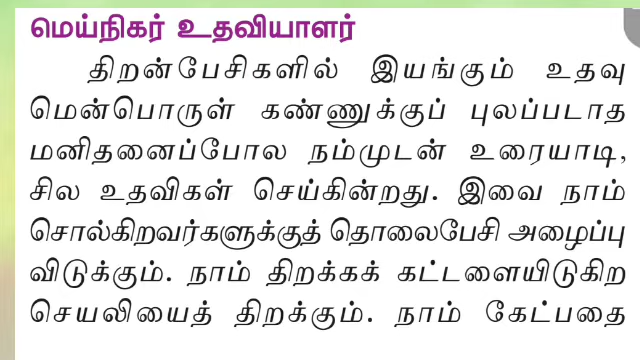 மெய்நிகர் உதவியாளர்
திறன்பேசிகளில் இயங்கும் உதவு
மென்பொருள் கண்ணுக்குப் புலப்படாத
மனிதனைப்போல நம்முடன் உரையாடி,
சில உதவிகள் செய்கின்றது. இவை நாம்
சொல்கிறவர்களுக்குத் தொலைபேசி அழைப்பு
விடுக்கும். நாம் திறக்கக் கட்டளையிடுகிற
செயலியைத் திறக்கும். நாம் கேட்பதை